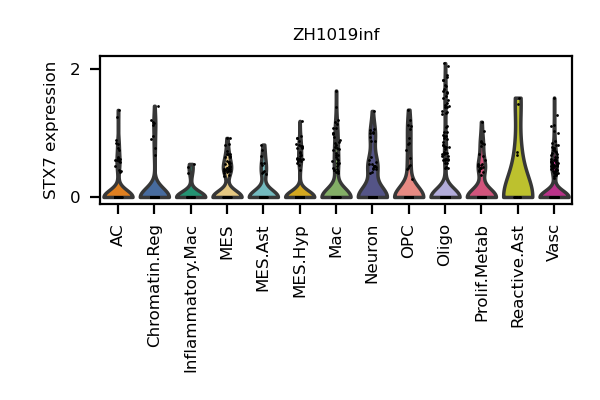 ZH1019inf
STX7 expression
2
0
AC
Chromatin.Reg
Inflammatory.Mac
MES
MES.Ast
MES.Hyp
Mac
Neuron
OPC
Oligo
Prolif.Metab
Reactive.Ast
Vasc